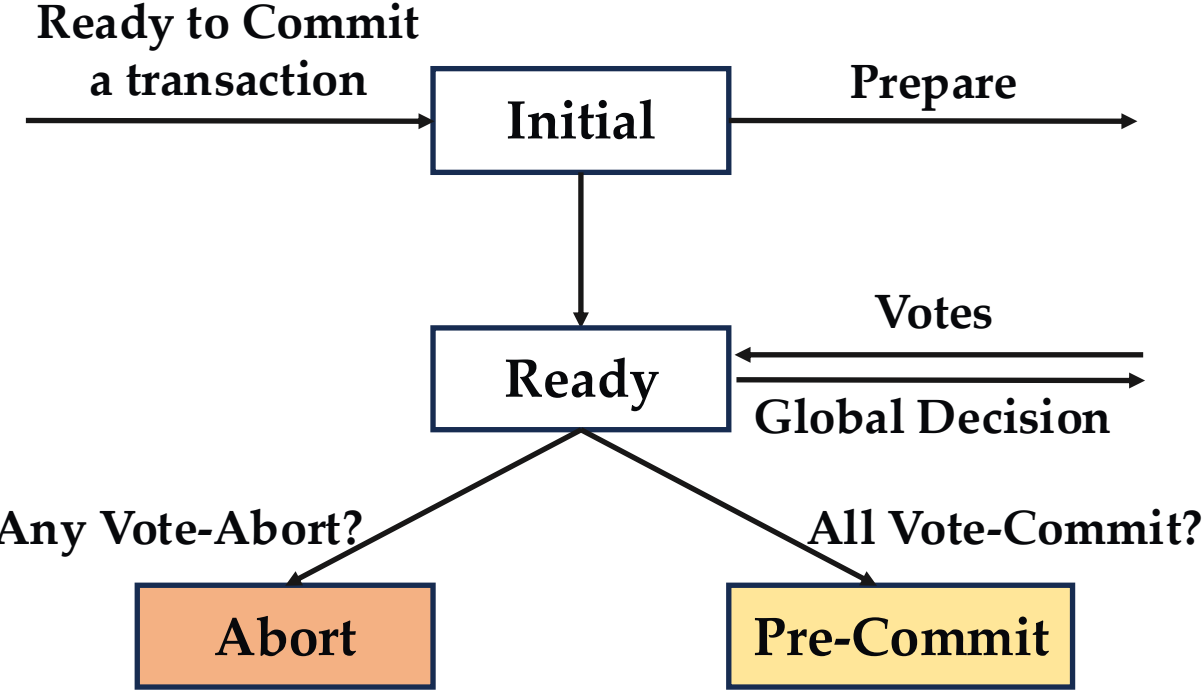 Ready to Commit
a transaction
Initial
Prepare
Votes
Ready
Global Decision
Any Vote-Abort?
All Vote-Commit?
Abort
Pre-Commit